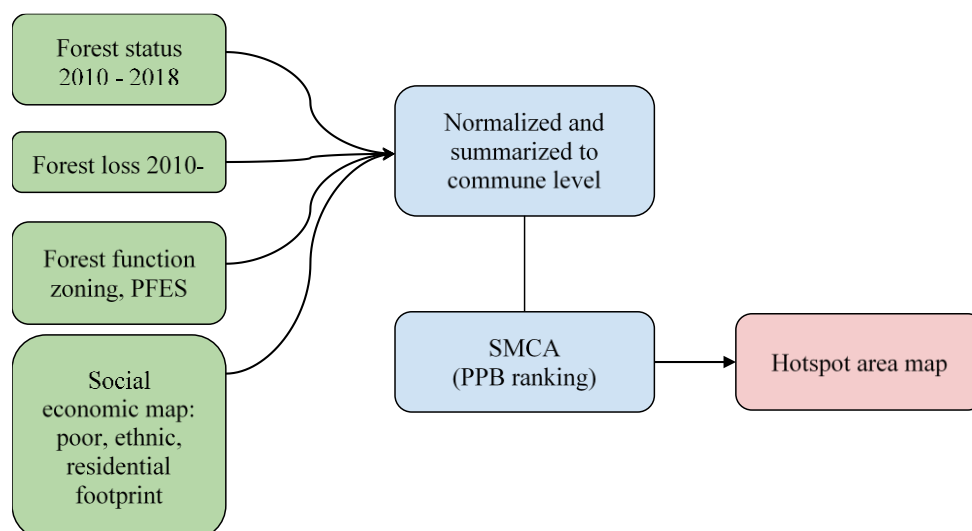 Forest status
2010 - 2018
Forest loss 2010-
Forest function
zoning, PFES
Social
economic map:
poor, ethnic,
residential
footprint
Normalized and
summarized to
commune level
SMCA
(PPB ranking)
Hotspot area map